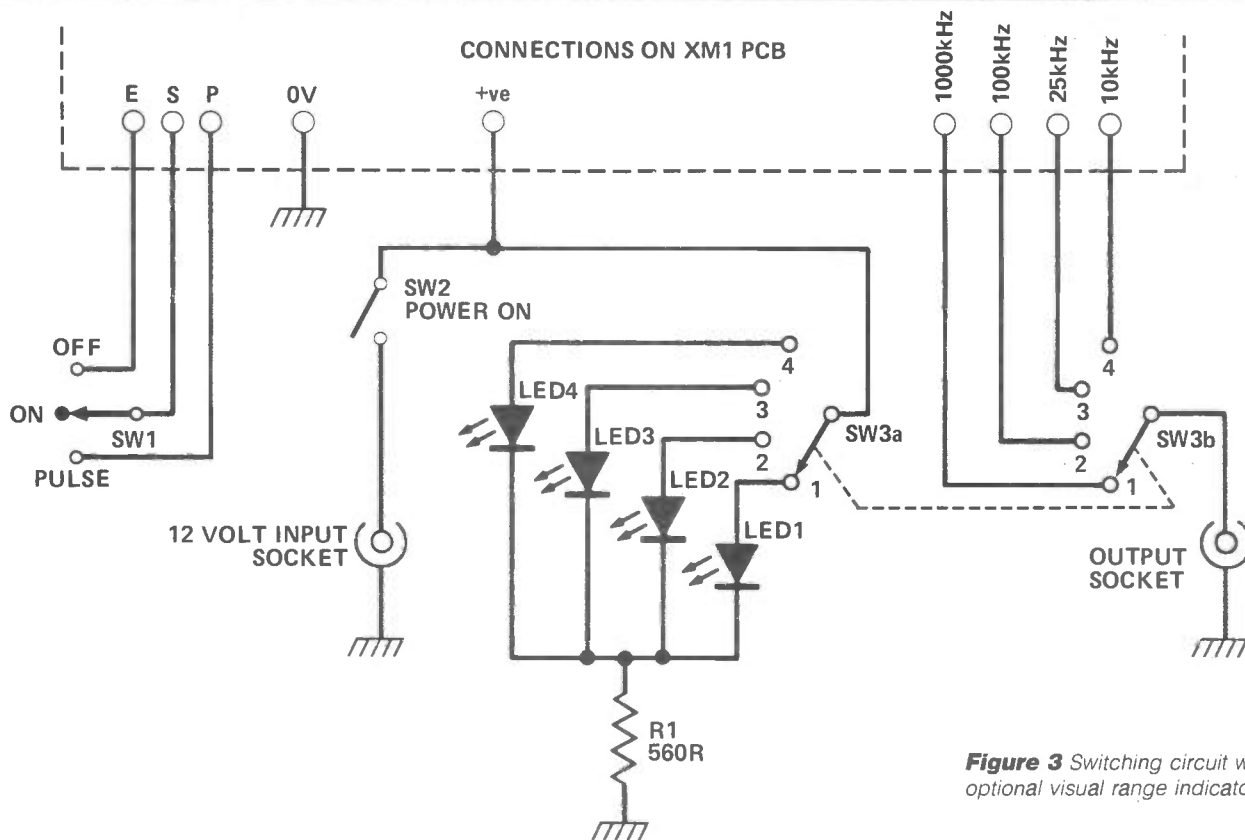 CONNECTIONS ON XM1 PCB
E S P 0V +ve
1000kHz
100kHz
25kHz
10kHz
SW2
POWER ON
OFF
ON
SW1
PULSE
12 VOLT INPUT
SOCKET
LED4
LED3
LED2
LED1
4
3
2
1
SW3a
4
3
2
1
SW3b
OUTPUT
SOCKET
R1
560R
Figure 3 Switching circuit w
optional visual range indicato